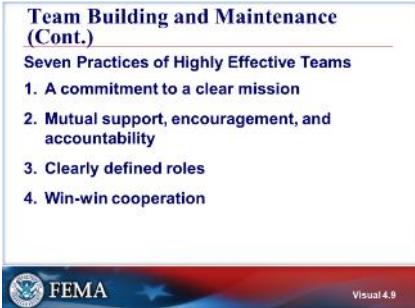 Team Building and Maintenance
(Cont.)
Seven Practices of Highly Effective Teams
1. A commitment to a clear mission
2. Mutual support, encouragement, and
accountability
3. Clearly defined roles
4. Win-win cooperation
FEMA
Visual 4.9